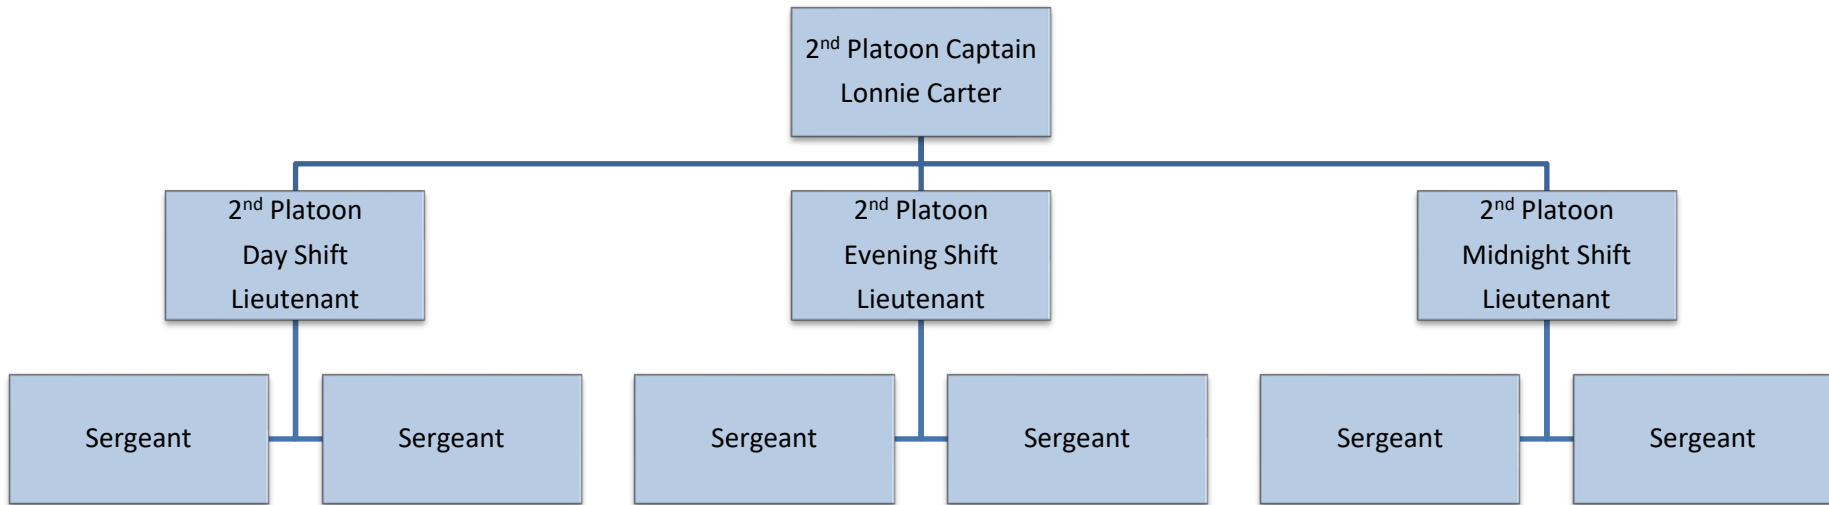 2nd Platoon Captain
Lonnie Carter
2nd Platoon
Day Shift
Lieutenant
2nd Platoon
Evening Shift
Lieutenant
2nd Platoon
Midnight Shift
Lieutenant
Sergeant
Sergeant
Sergeant
Sergeant
Sergeant
Sergeant